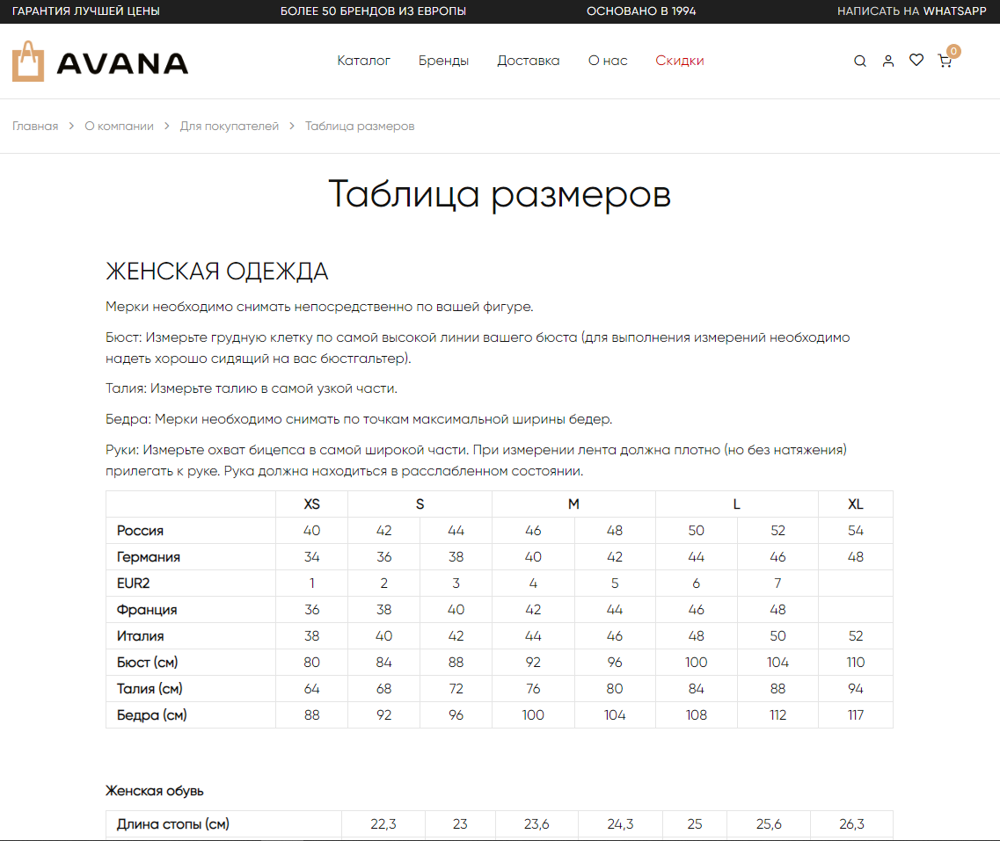 ГАРАНТИЯ ЛУЧШЕЙ ЦЕНЫ БОЛЕЕ 50 БРЕНДОВ ИЗ ЕВРОПЫ ОСНОВАНО В 1994 НАПИСАТЬ НА WHATSAPP
AVANA Каталог Бренды Доставка О нас Скидки 0
Главная > О компании > Для покупателей > Таблица размеров
Таблица размеров
ЖЕНСКАЯ ОДЕЖДА
Мерки необходимо снимать непосредственно по вашей фигуре.
Бюст: Измерьте грудную клетку по самой высокой линии вашего бюста (для выполнения измерений необходимо
надеть хорошо сидящий на вас бюстгальтер).
Талия: Измерьте талию в самой узкой части.
Бедра: Мерки необходимо снимать по точкам максимальной ширины бедер.
Руки: Измерьте охват бицепса в самой широкой части. При измерении лента должна плотно (но без натяжения)
прилегать к руке. Рука должна находиться в расслабленном состоянии.
XS S M L XL
Россия 40 42 44 46 48 50 52 54
Германия 34 36 38 40 42 44 46 48
EUR2 1 2 3 4 5 6 7
Франция 36 38 40 42 44 46 48
Италия 38 40 42 44 46 48 50 52
Бюст (см) 80 84 88 92 96 100 104 110
Талия (см) 64 68 72 76 80 84 88 94
Бедра (см) 88 92 96 100 104 108 112 117
Женская обувь
Длина стопы (см) 22,3 23 23,6 24,3 25 25,6 26,3